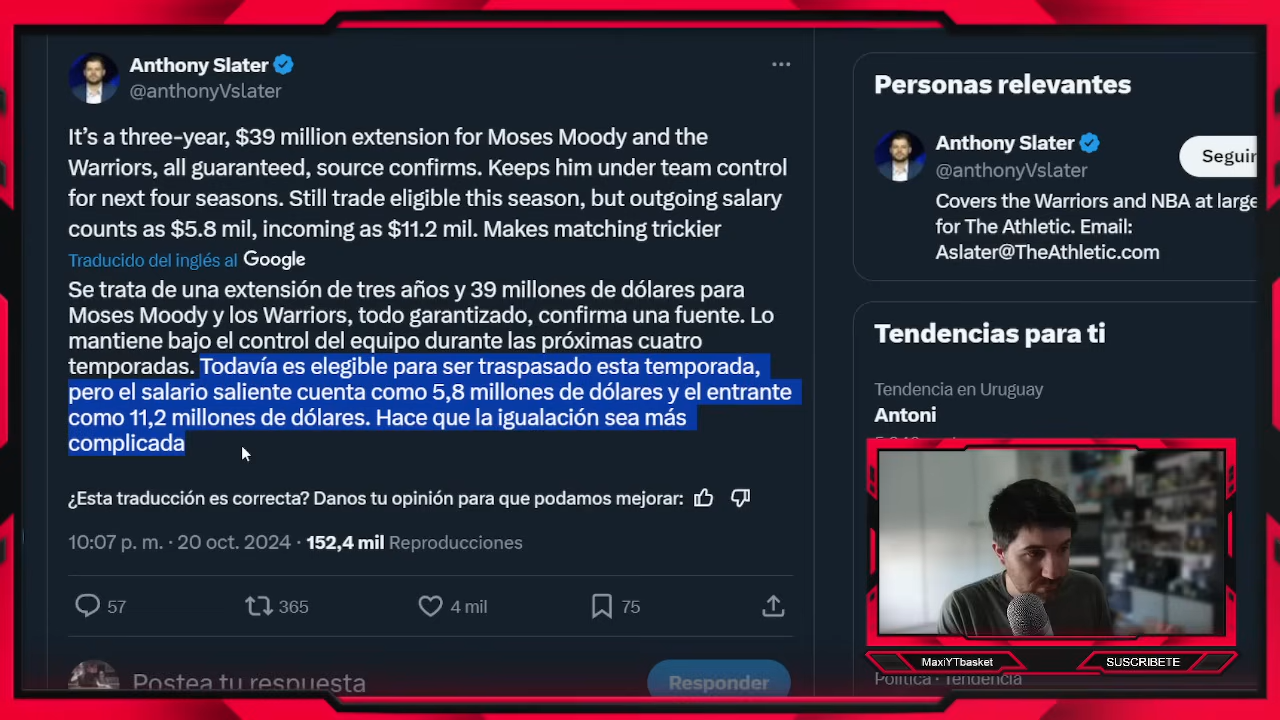 Anthony Slater
@anthonyVslater
It's a three-year, $39 million extension for Moses Moody and the
Warriors, all guaranteed, source confirms. Keeps him under team control
for next four seasons. Still trade eligible this season, but outgoing salary
counts as $5.8 mil, incoming as $11.2 mil. Makes matching trickier
Traducido del inglés al Google
Se trata de una extensión de tres años y 39 millones de dólares para
Moses Moody y los Warriors, todo garantizado, confirma una fuente. Lo
mantiene bajo el control del equipo durante las próximas cuatro
temporadas. Todavía es elegible para ser traspasado esta temporada,
pero el salario saliente cuenta como 5,8 millones de dólares y el entrante
como 11,2 millones de dólares. Hace que la igualación sea más
complicada
¿Esta traducción es correcta? Danos tu opinión para que podamos mejorar:
10:07 p. m. · 20 oct. 2024 · 152,4 mil Reproducciones
57 365 4 mil 75
Postea tu respuesta
Responder
Personas relevantes
Anthony Slater
@anthonyVslater
Seguir
Covers the Warriors and NBA at large
for The Athletic. Email:
Aslater@TheAthletic.com
Tendencias para ti
Tendencia en Uruguay
Antoni
MaxiYTbasket
SUSCRIBETE
Política · Tendencia